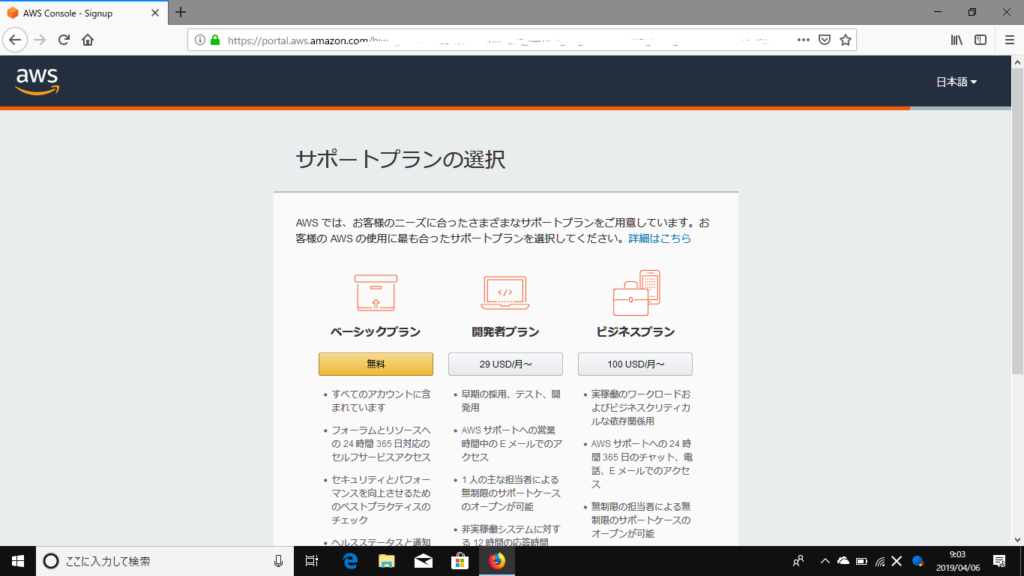 AWS Console - Signup
https://portal.aws.amazon.com/
aws
日本語
サポートプランの選択
AWS では、お客様のニーズに合ったさまざまなサポートプランをご用意しています。お
客様の AWS の使用に最も合ったサポートプランを選択してください。詳細はこちら
ベーシックプラン
無料
• すべてのアカウントに含
まれています
• フォーラムとリソースへ
の 24 時間 365 日対応の
セルフサービスアクセス
• セキュリティとパフォー
マンスを向上させるため
のベストプラクティスの
チェック
• ヘルスステータスと通知
開発者プラン
29 USD/月～
• 早期の採用、テスト、開
発用
• AWS サポートへの営業
時間中の E メールでのア
クセス
• 1 人の主な担当者による
無制限のサポートケース
のオープンが可能
• 非実稼働システムに対す
る 12 時間の応答時間
ビジネスプラン
100 USD/月～
• 実稼働のワークロードお
よびビジネスクリティカ
ルな依存関係用
• AWS サポートへの 24 時
間 365 日のチャット、電
話、E メールでのアクセ
ス
• 無制限の担当者による無
制限のサポートケースの
オープンが可能
ここに入力して検索
9:03
2019/04/06